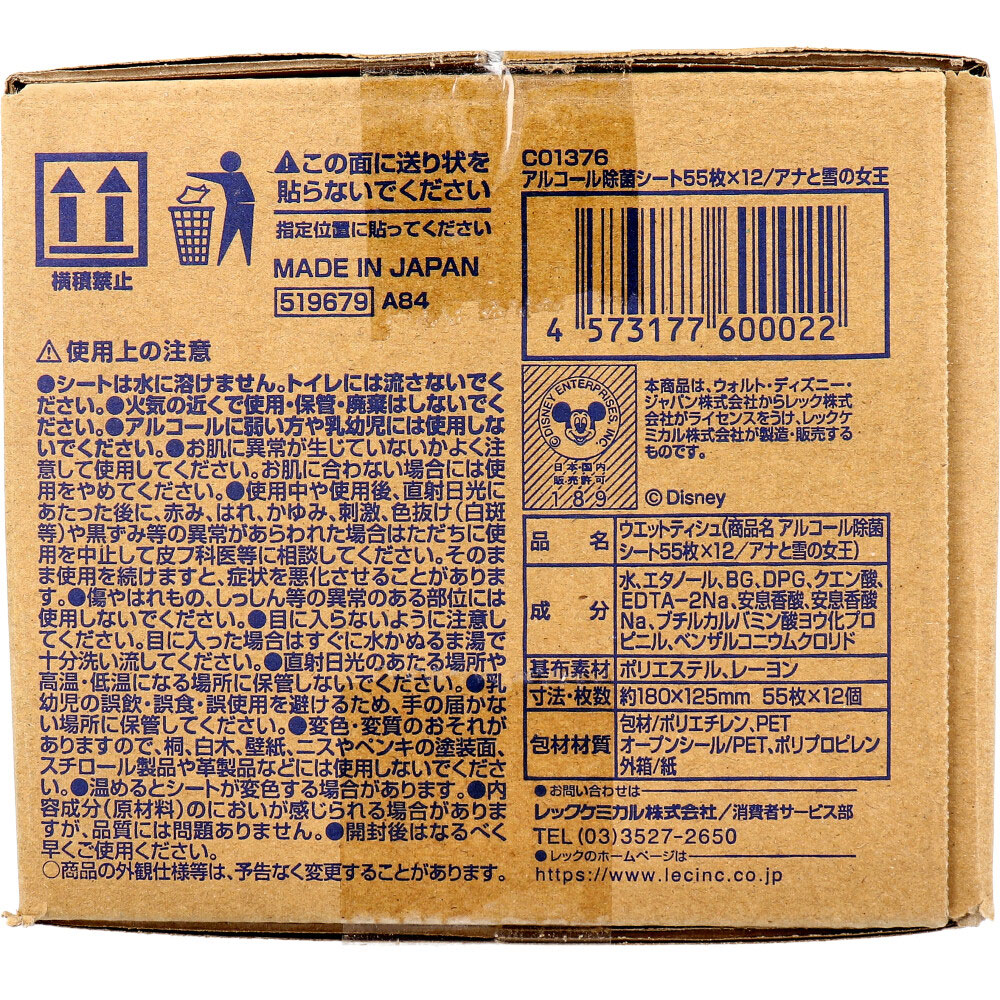 横積禁止
⚠この面に送り状を
貼らないでください
指定位置に貼ってください
MADE IN JAPAN
519679 A84
C01376
アルコール除菌シート55枚×12/アナと雪の女王
4 573177 600022
⚠使用上の注意
●シートは水に溶けません。トイレには流さないでく
ださい。●火気の近くで使用・保管・廃棄はしないでく
ださい。●アルコールに弱い方や乳幼児には使用しな
いでください。●お肌に異常が生じていないかよく注
意して使用してください。お肌に合わない場合には使
用をやめてください。●使用中や使用後、直射日光に
あたった後に、赤み、はれ、かゆみ、刺激、色抜け(白斑
等)や黒ずみ等の異常があらわれた場合はただちに使
用を中止して皮フ科医等に相談してください。そのま
ま使用を続けますと、症状を悪化させることがありま
す。●傷やはれもの、しっしん等の異常のある部位には
使用しないでください。●目に入らないように注意し
てください。目に入った場合はすぐに水かぬるま湯で
十分洗い流してください。●直射日光のあたる場所や
高温・低温になる場所に保管しないでください。●乳
幼児の誤飲・誤食・誤使用を避けるため、手の届かな
い場所に保管してください。●変色・変質のおそれが
ありますので、桐、白木、壁紙、ニスやペンキの塗装面、
スチロール製品や革製品などには使用しないでくださ
い。●温めるとシートが変色する場合があります。●内
容成分(原材料)のにおいが感じられる場合がありま
すが、品質には問題ありません。●開封後はなるべく
早くご使用ください。
○商品の外観仕様等は、予告なく変更することがあります。
© DISNEY ENTERPRISES, INC.
日本国内
販売許可
189
本商品は、ウォルト・ディズニー・
ジャパン株式会社からレック株式
会社がライセンスをうけ、レックケ
ミカル株式会社が製造・販売する
ものです。
© Disney
品名 ウエットティシュ(商品名 アルコール除菌
シート55枚×12/アナと雪の女王)
成分 水、エタノール、BG、DPG、クエン酸、
EDTA-2Na、安息香酸、安息香酸
Na、ブチルカルバミン酸ヨウ化プロ
ピニル、ベンザルコニウムクロリド
基布素材 ポリエステル、レーヨン
寸法・枚数 約180×125mm 55枚×12個
包材材質 包材/ポリエチレン、PET
オープンシール/PET、ポリプロピレン
外箱/紙
●お問い合わせは
レックケミカル株式会社/消費者サービス部
TEL(03)3527-2650
●レックのホームページは
https://www.lecinc.co.jp